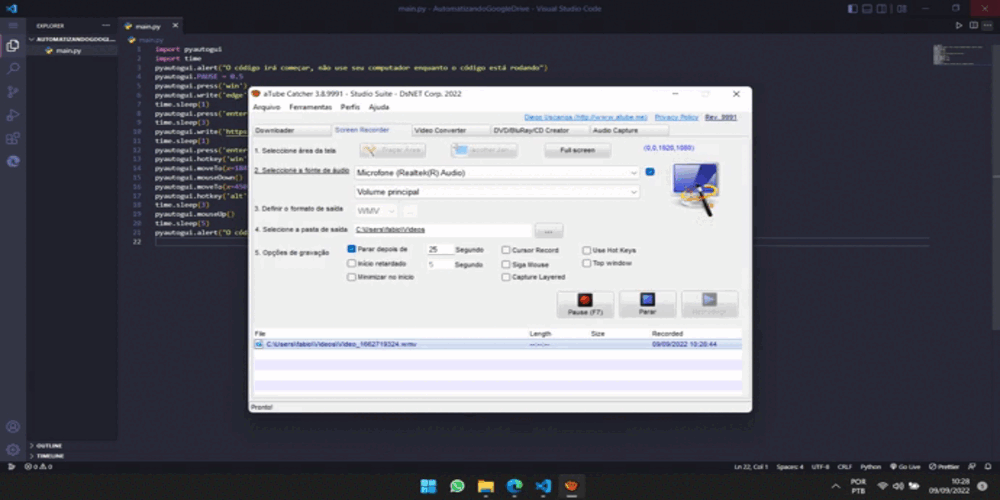 main.py - AutomatizandoGoogleDrive - Visual Studio Code
EXPLORER
AUTOMATIZANDOGOOGL...
main.py
main.py
main.py
1 import pyautogui
2 import time
3 pyautogui.alert("O código irá começar, não use seu computador enquanto o código está rodando")
4 pyautogui.PAUSE = 0.5
5 pyautogui.press('win')
6 pyautogui.write('edge'
7 time.sleep(1)
8 pyautogui.press('enter
9 time.sleep(3)
10 pyautogui.write("http
11 time.sleep(1)
12 pyautogui.press('enter
13 time.sleep(3)
14 pyautogui.hotkey('win'
15 pyautogui.moveTo(x=184
16 pyautogui.mouseDown()
17 pyautogui.moveTo(x=450
18 pyautogui.hotkey('alt'
19 time.sleep(3)
20 pyautogui.mouseUp()
21 time.sleep(5)
22 pyautogui.alert("O cód
aTube Catcher 3.8.9991 - Studio Suite - DsNET Corp. 2022
Arquivo Ferramentas Perfis Ajuda
Diego Uscanga (http://www.atube.me) Privacy Policy Rev. 9991
Downloader Screen Recorder Video Converter DVD/BluRay/CD Creator Audio Capture
1. Seleccione área da tela Full screen (0,0,1920,1080)
2. Seleccione a fonte de áudio Microfone (Realtek(R) Audio)
Volume principal
3. Definir o formato de saída WMV ...
4. Selecione a pasta de saída C:\Users\fabio\Videos ...
5. Opções de gravação Parar depois de 25 Segundo Cursor Record Use Hot Keys
Início retardado 5 Segundo Siga Mouse Top window
Minimizar no início Capture Layered
Pause (F7) Parar
File Length Size Recorded
C:\Users\fabio\Videos\Video_1662719324.wmv --:--:-- 09/09/2022 10:28:44
Pronto!
OUTLINE
TIMELINE
0 0 Ln 22, Col 1 Spaces: 4 UTF-8 CRLF Python Go Live Prettier
POR
PTB
10:28
09/09/2022